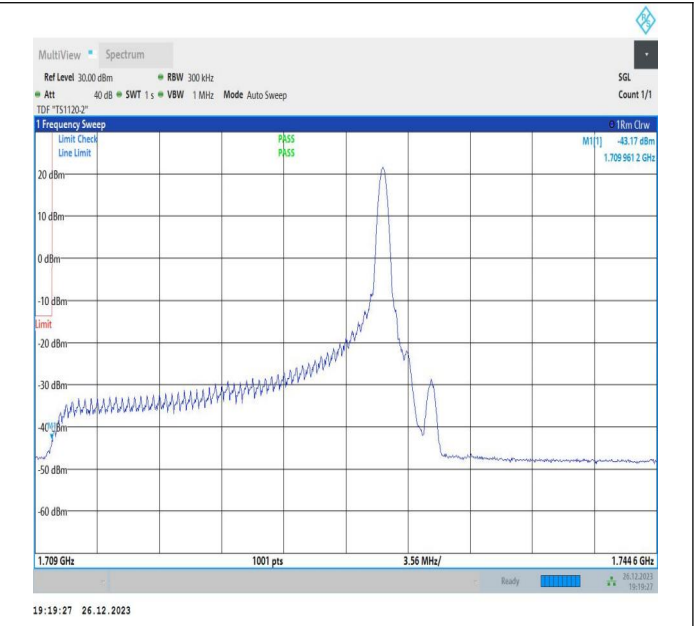 MultiView Spectrum
Ref Level 30.00 dBm RBW 300 kHz SGL
Att 40 dB SWT 1 s VBW 1 MHz Mode Auto Sweep Count 1/1
TDF "TS1120-2"
1 Frequency Sweep 1Rm Clrw
Limit Check PASS M1[1] -43.17 dBm
Line Limit PASS 1.709 961 2 GHz
20 dBm
10 dBm
0 dBm
-10 dBm
Limit
-20 dBm
-30 dBm
-40 dBm
M1
-50 dBm
-60 dBm
1.709 GHz 1001 pts 3.56 MHz/ 1.744 6 GHz
Ready 26.12.2023
19:19:27
19:19:27 26.12.2023